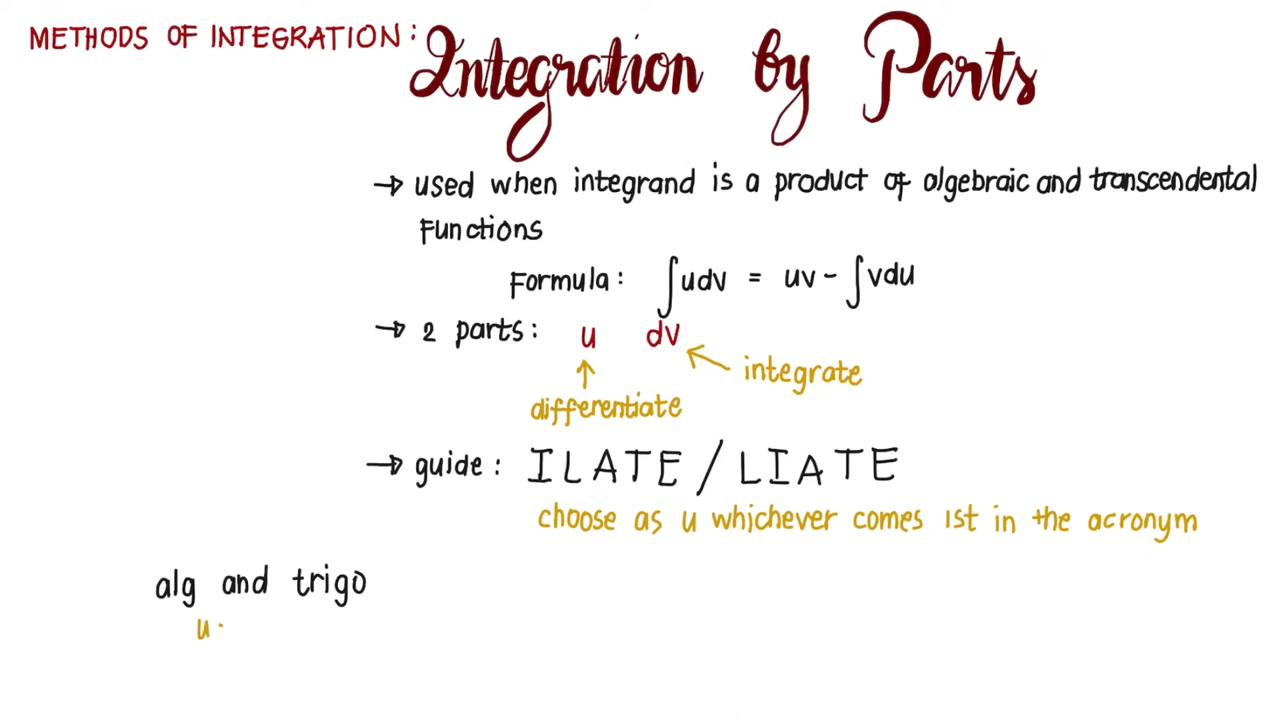 METHODS OF INTEGRATION:
Integration by Parts
→ used when integrand is a product of algebraic and transcendental
functions
Formula: ∫udv = uv - ∫vdu
→ 2 parts: u dv
integrate
differentiate
→ guide: ILATE / LIATE
choose as u whichever comes 1st in the acronym
alg and trigo
u.